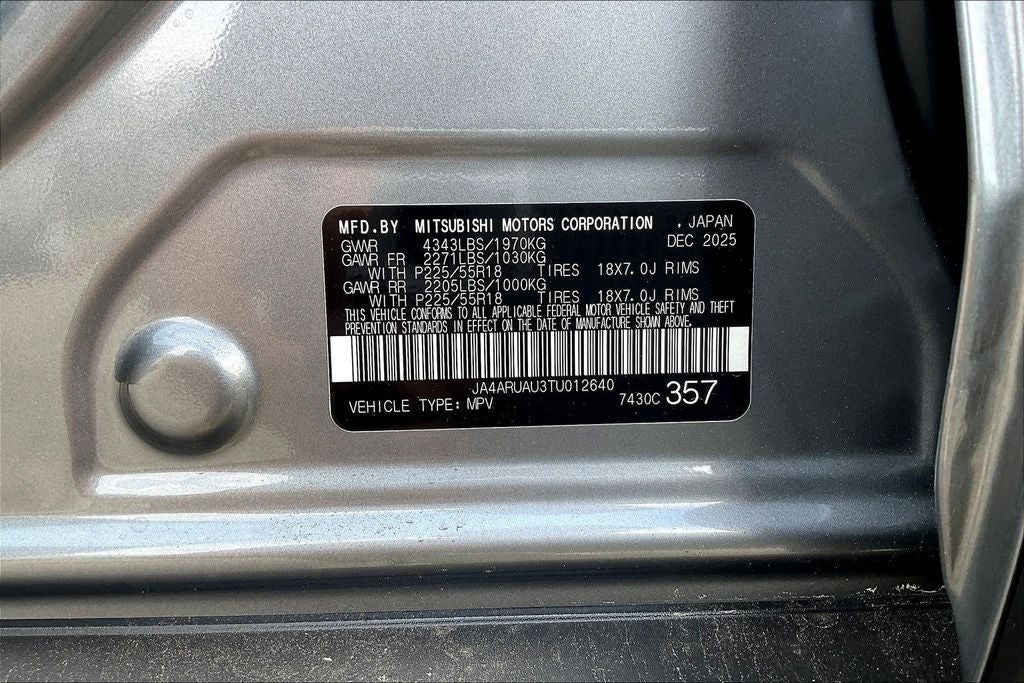 MFD.BY MITSUBISHI MOTORS CORPORATION . JAPAN
GWR 4343LBS/1970KG DEC 2025
GAWR FR 2271LBS/1030KG
WITH P225/55R18 TIRES 18X7.0J RIMS
GAWR RR 2205LBS/1000KG
WITH P225/55R18 TIRES 18X7.0J RIMS
THIS VEHICLE CONFORMS TO ALL APPLICABLE FEDERAL MOTOR VEHICLE SAFETY AND THEFT
PREVENTION STANDARDS IN EFFECT ON THE DATE OF MANUFACTURE SHOWN ABOVE.
JA4ARUAU3TU012640
VEHICLE TYPE: MPV 7430C 357